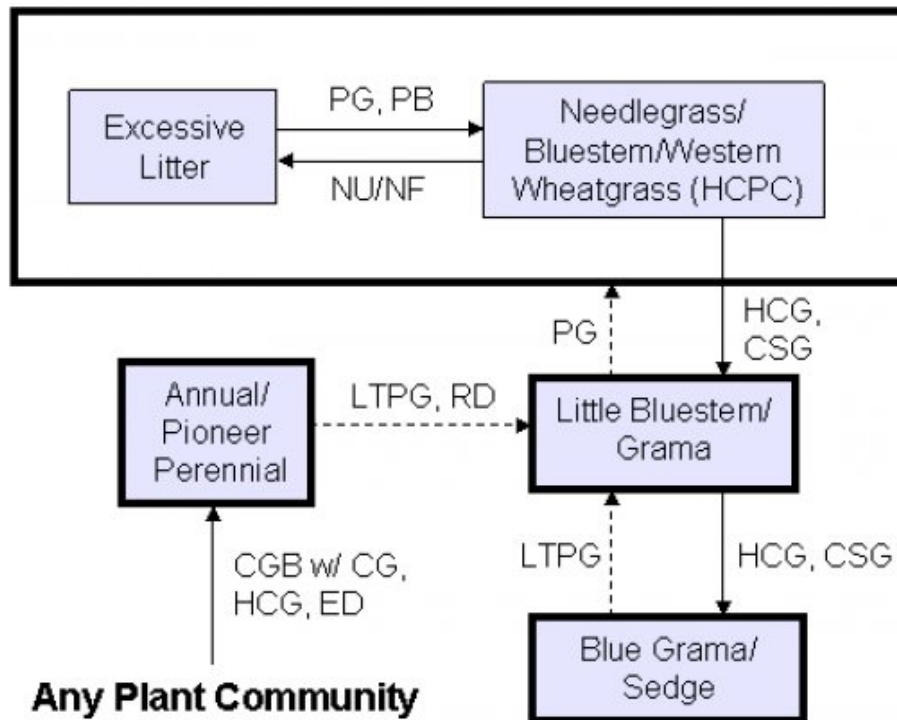 Excessive
Litter
PG, PB
NU/NF
Needlegrass/
Bluestem/Western
Wheatgrass (HCPC)
PG
HCG,
CSG
Annual/
Pioneer
Perennial
LTPG, RD
Little Bluestem/
Grama
CGB w/ CG,
HCG, ED
LTPG
HCG, CSG
Any Plant Community
Blue Grama/
Sedge